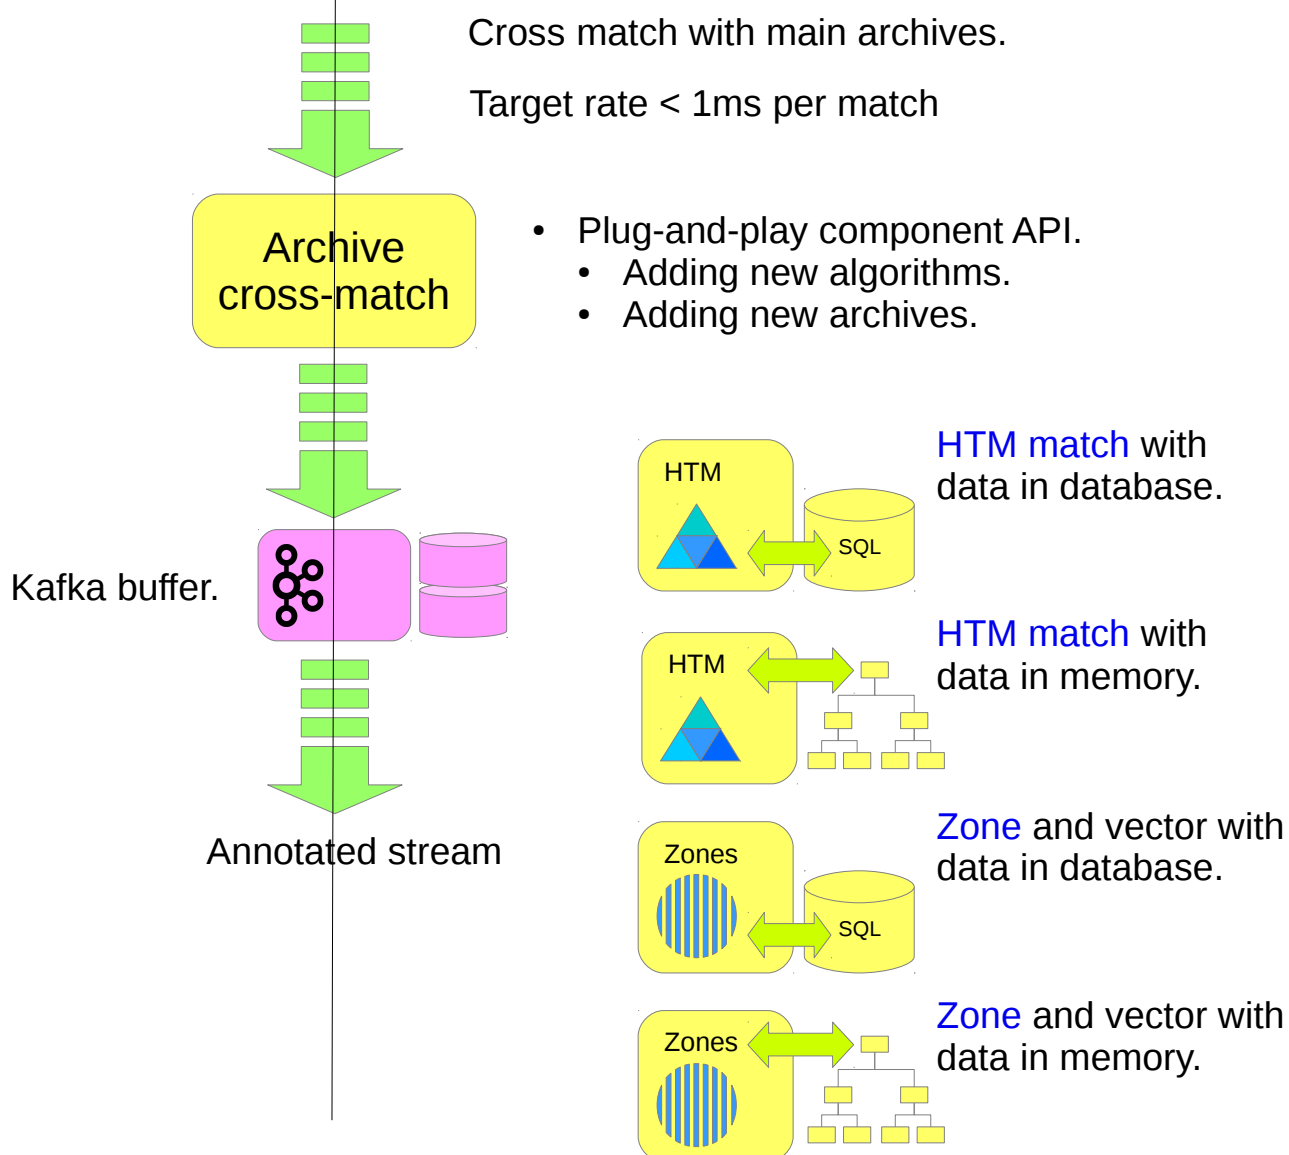 Cross match with main archives.
Target rate < 1ms per match
Archive
cross-match
• Plug-and-play component API.
• Adding new algorithms.
• Adding new archives.
HTM
SQL
HTM match with
data in database.
Kafka buffer.
HTM
HTM match with
data in memory.
Annotated stream
Zones
SQL
Zone and vector with
data in database.
Zones
Zone and vector with
data in memory.